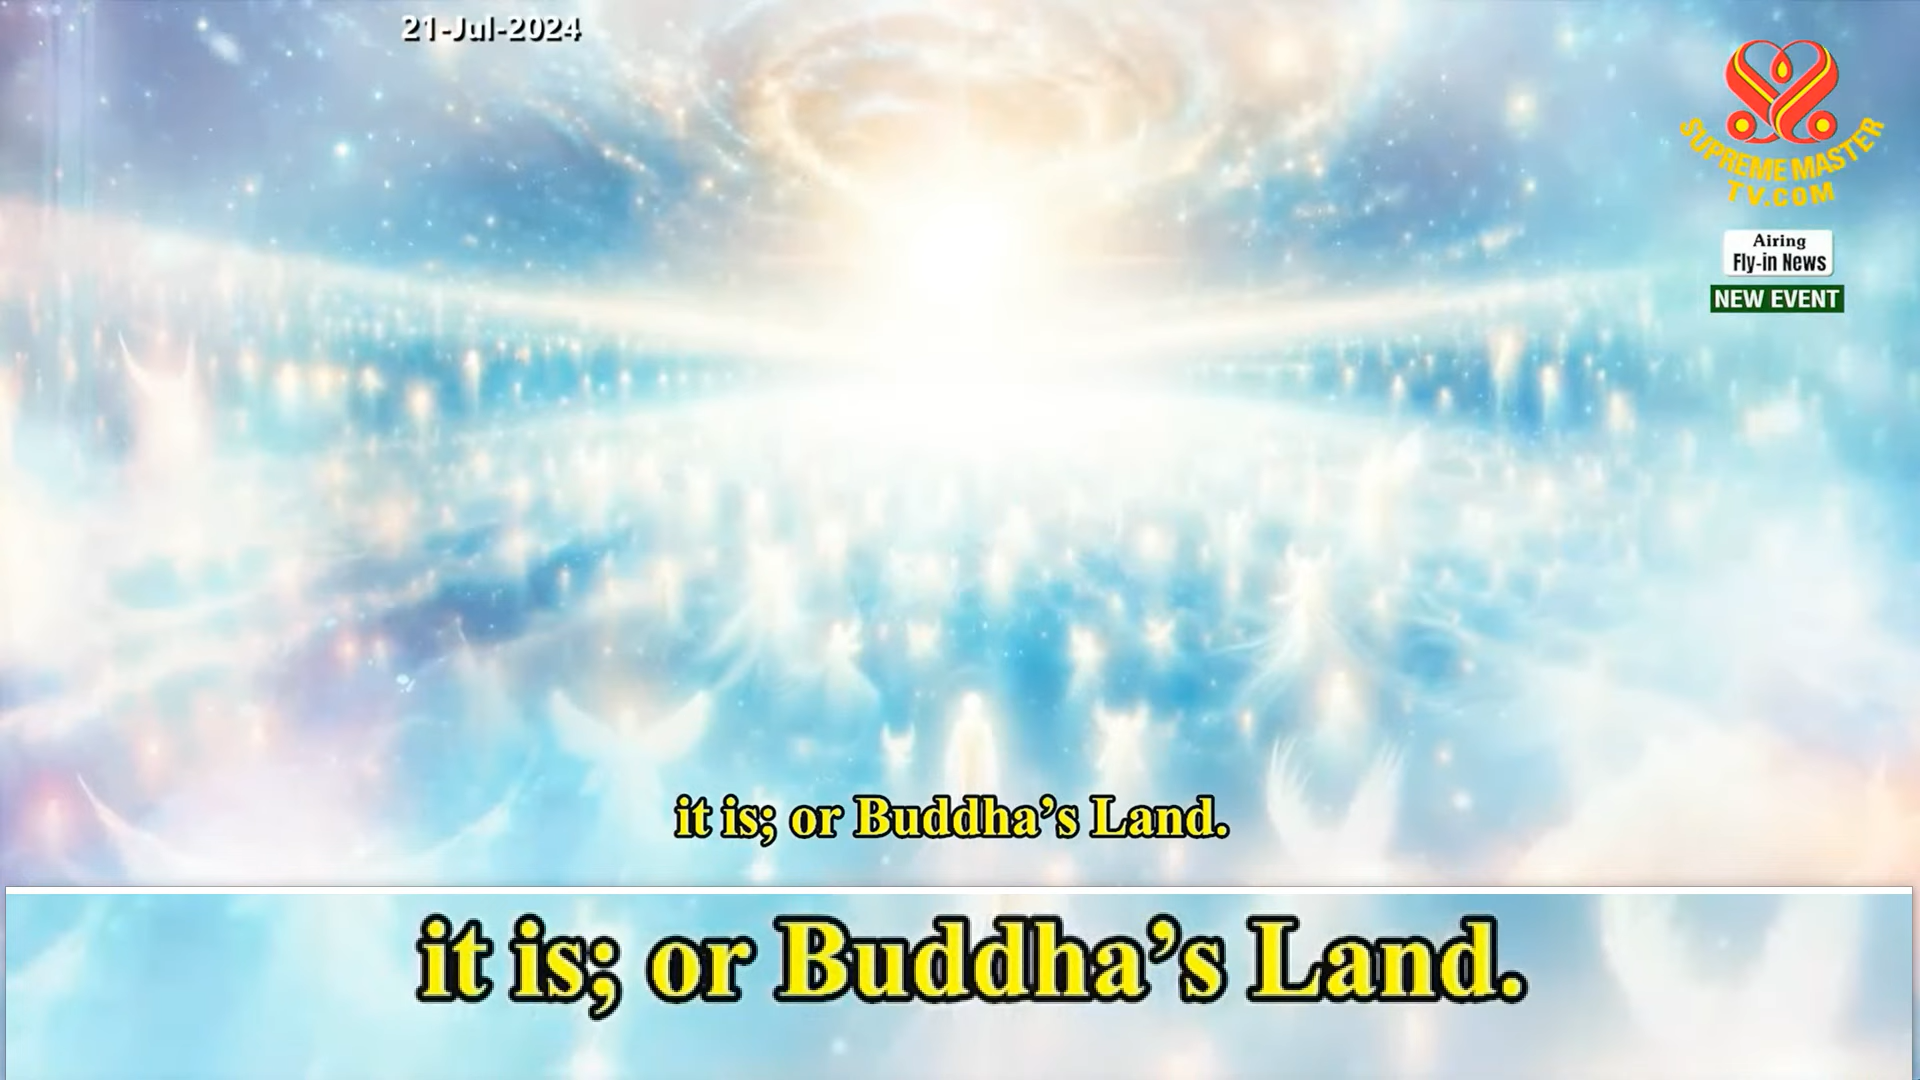 21-Jul-2024
SUPREME MASTER
TV.COM
Airing
Fly-in News
NEW EVENT
it is; or Buddha’s Land.
it is; or Buddha’s Land.